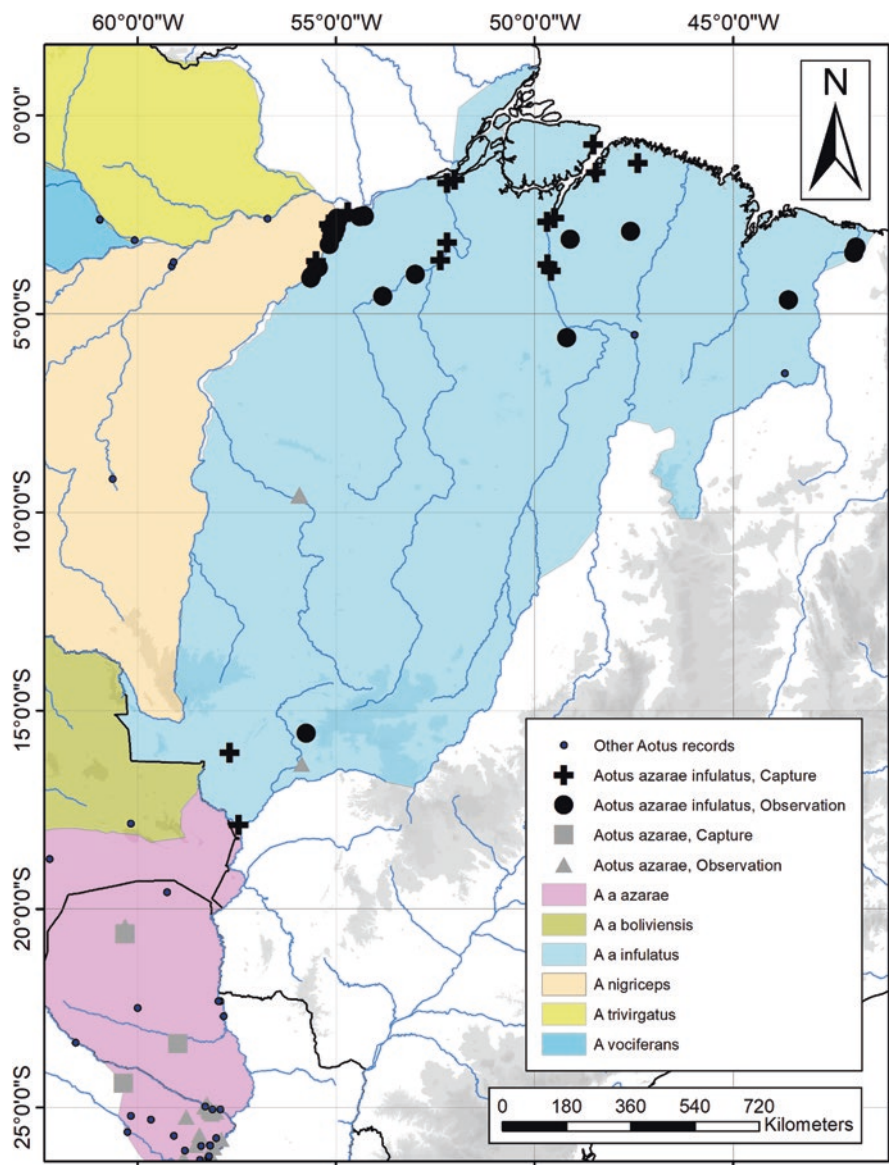 60°0'0"W 55°0'0"W 50°0'0"W 45°0'0"W
N
0°0'0"
5°0'0"S
10°0'0"S
15°0'0"S
20°0'0"S
25°0'0"S
Other Aotus records
Aotus azarae infulatus, Capture
Aotus azarae infulatus, Observation
Aotus azarae, Capture
Aotus azarae, Observation
A a azarae
A a boliviensis
A a infulatus
A nigriceps
A trivirgatus
A vociferans
0 180 360 540 720
Kilometers